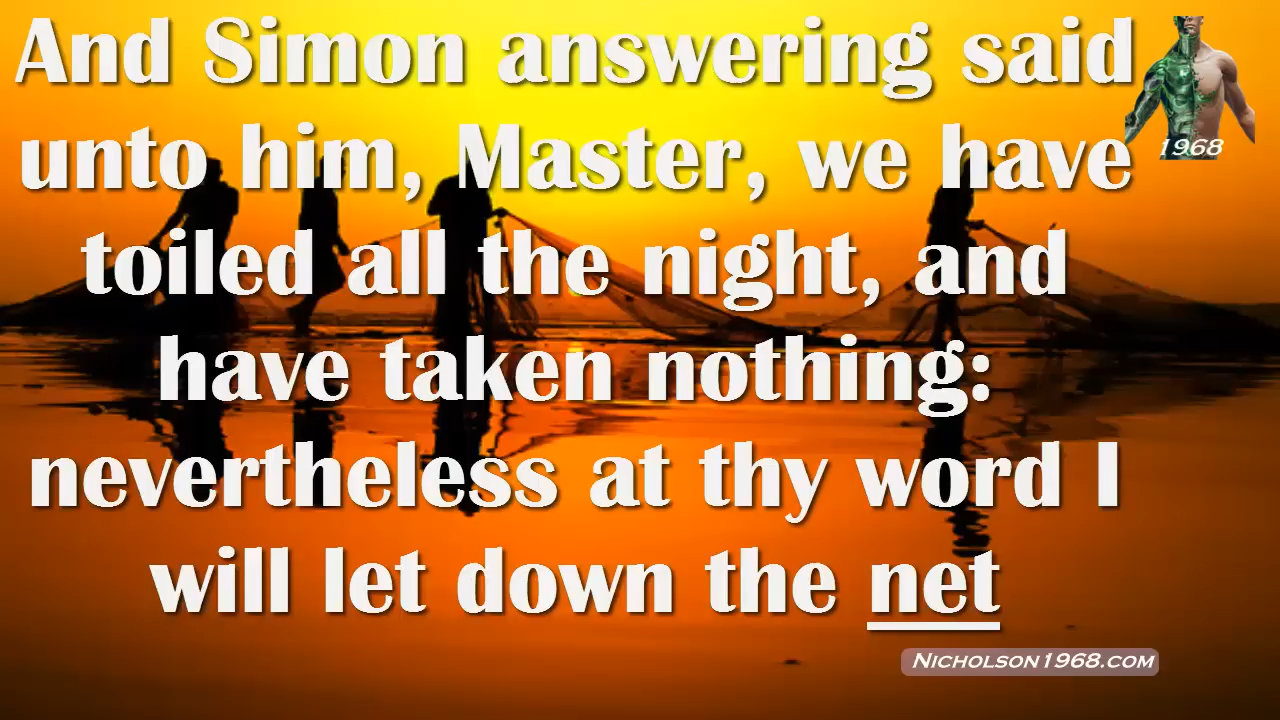 And Simon answering said
1968
unto him, Master, we have
toiled all the night, and
have taken nothing:
nevertheless at thy word I
will let down the net
Nicholson1968.com